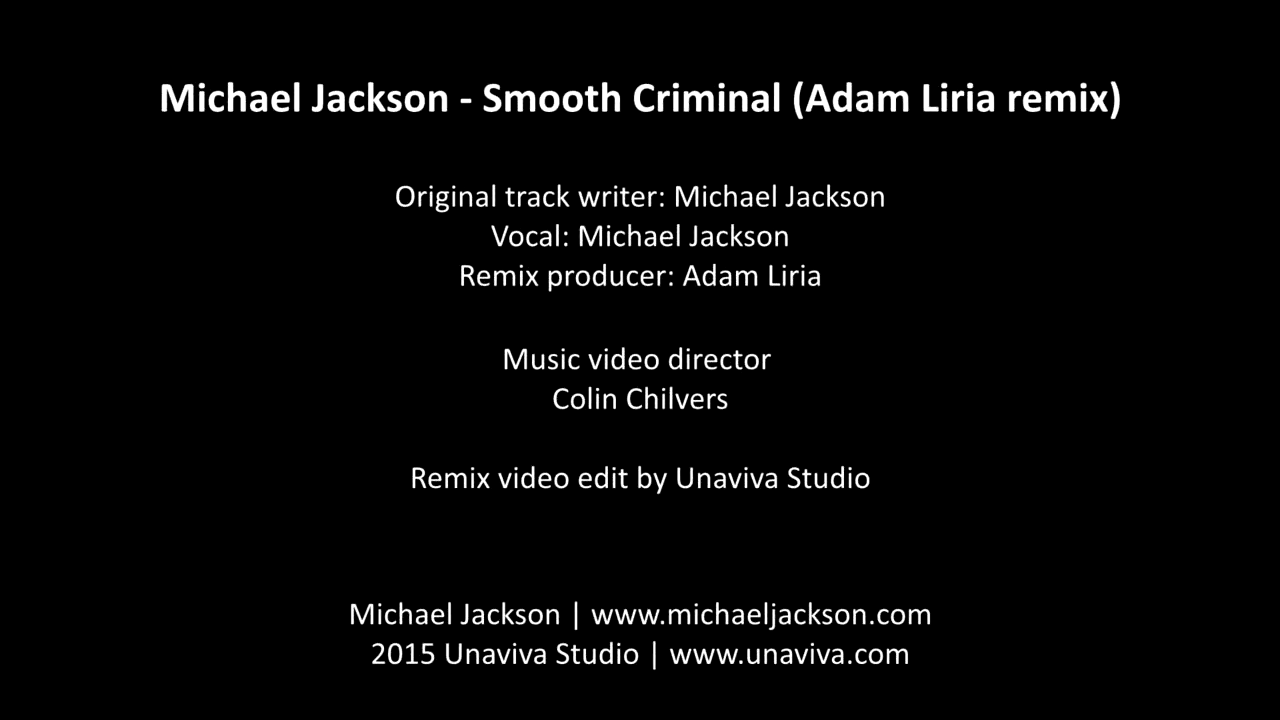 Michael Jackson - Smooth Criminal (Adam Liria remix)
Original track writer: Michael Jackson
Vocal: Michael Jackson
Remix producer: Adam Liria
Music video director
Colin Chilvers
Remix video edit by Unaviva Studio
Michael Jackson | www.michaeljackson.com
2015 Unaviva Studio | www.unaviva.com